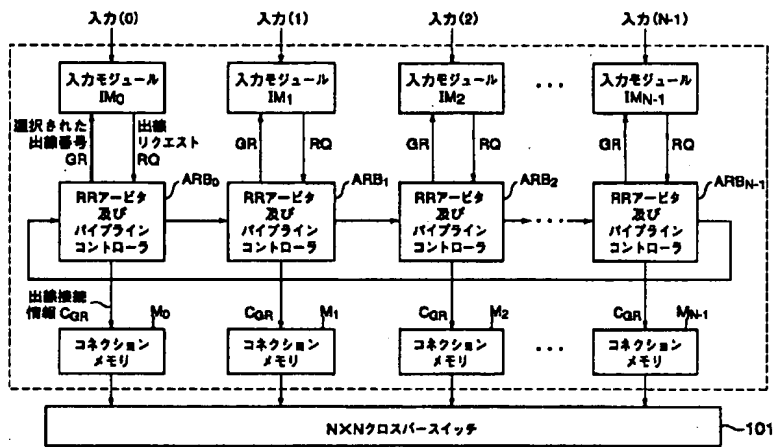 入力(0) 入力(1) 入力(2) 入力(N-1)
入力モジュール IM0
入力モジュール IM1
入力モジュール IM2
...
入力モジュール IMN-1
選択された
出線番号
GR
出線
リクエスト
RQ
GR RQ
GR RQ
GR RQ
ARB0
ARB1
ARB2
ARBN-1
RRアービタ
及び
パイプライン
コントローラ
RRアービタ
及び
パイプライン
コントローラ
RRアービタ
及び
パイプライン
コントローラ
...
RRアービタ
及び
パイプライン
コントローラ
出線接続
情報 CGR
M0
CGR M1
CGR M2
CGR MN-1
コネクション
メモリ
コネクション
メモリ
コネクション
メモリ
...
コネクション
メモリ
N×Nクロスバースイッチ
101